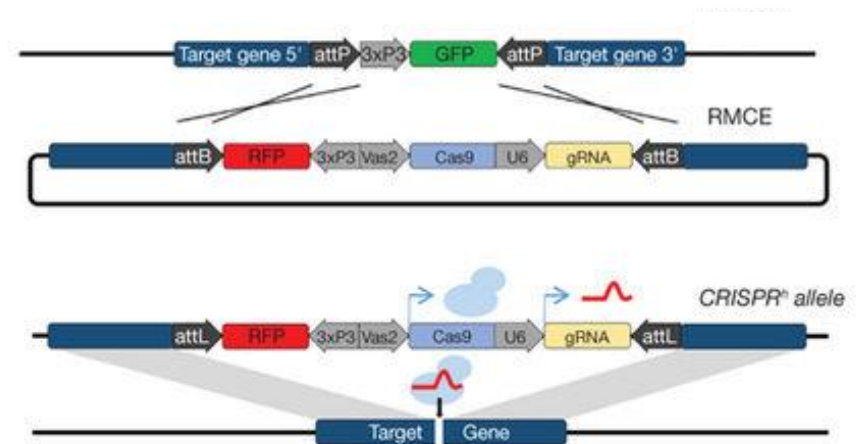 Target gene 5' attP 3xP3 GFP attP Target gene 3'
RMCE
attB RFP 3xP3 Vas2 Cas9 U6 gRNA attB
CRISPRʰ allele
attL RFP 3xP3 Vas2 Cas9 U6 gRNA attL
Target Gene